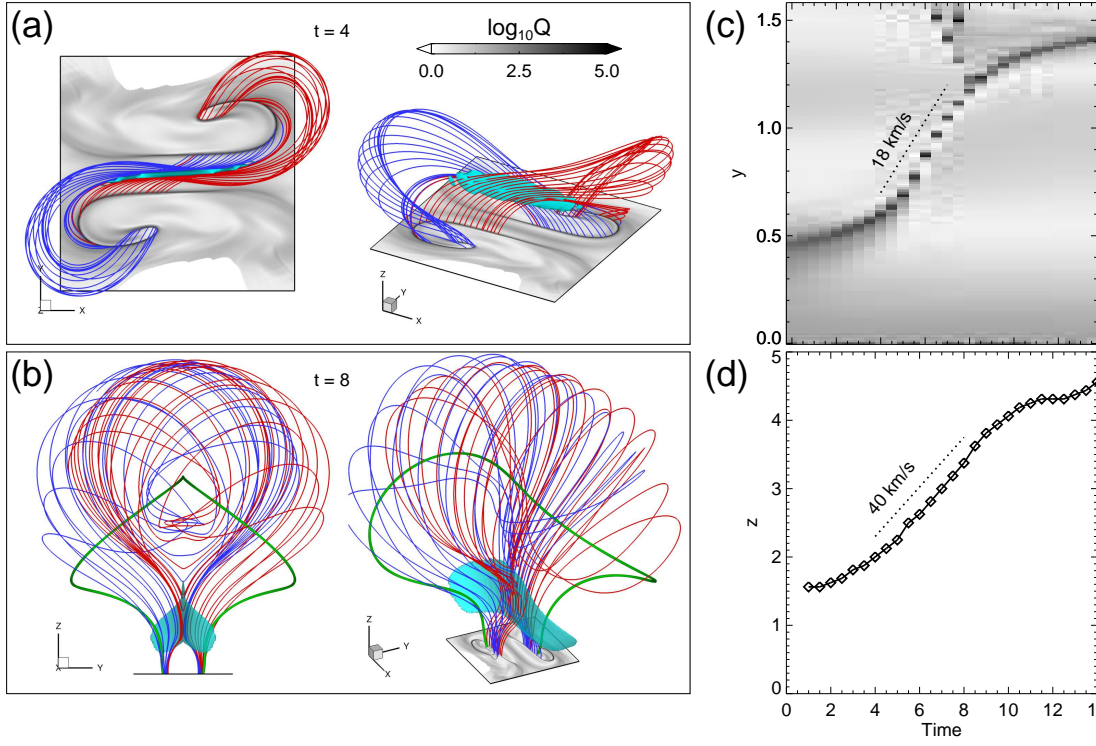 (a)
t = 4
log10Q
0.0 2.5 5.0
Y
Z X
Z
Y
X
(b)
t = 8
Z
X Y
Z
Y
X
(c)
1.5
1.0
0.5
0.0
y
18 km/s
(d)
5
4
3
2
1
0
z
40 km/s
0 2 4 6 8 10 12 14
Time